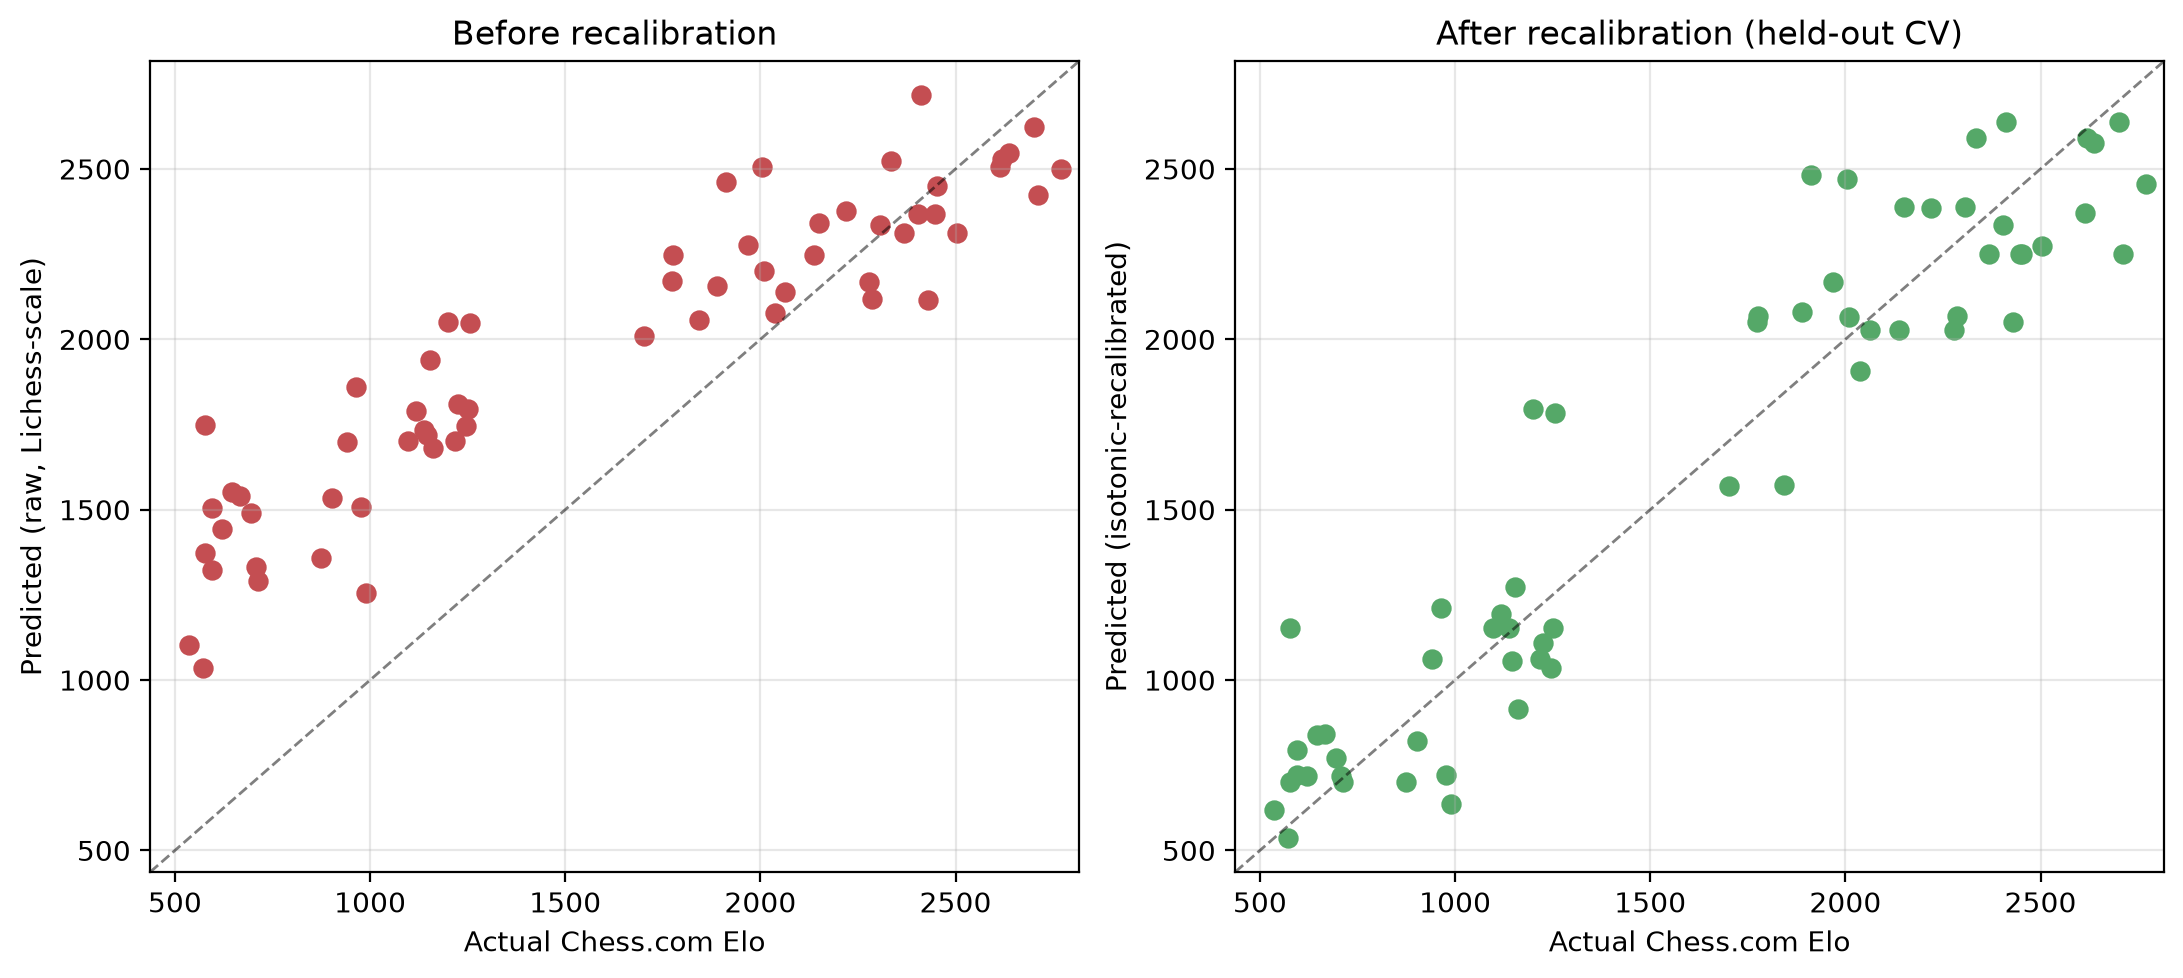 Before recalibration
Predicted (raw, Lichess-scale)
2500
2000
1500
1000
500
500 1000 1500 2000 2500
Actual Chess.com Elo
After recalibration (held-out CV)
Predicted (isotonic-recalibrated)
2500
2000
1500
1000
500
500 1000 1500 2000 2500
Actual Chess.com Elo